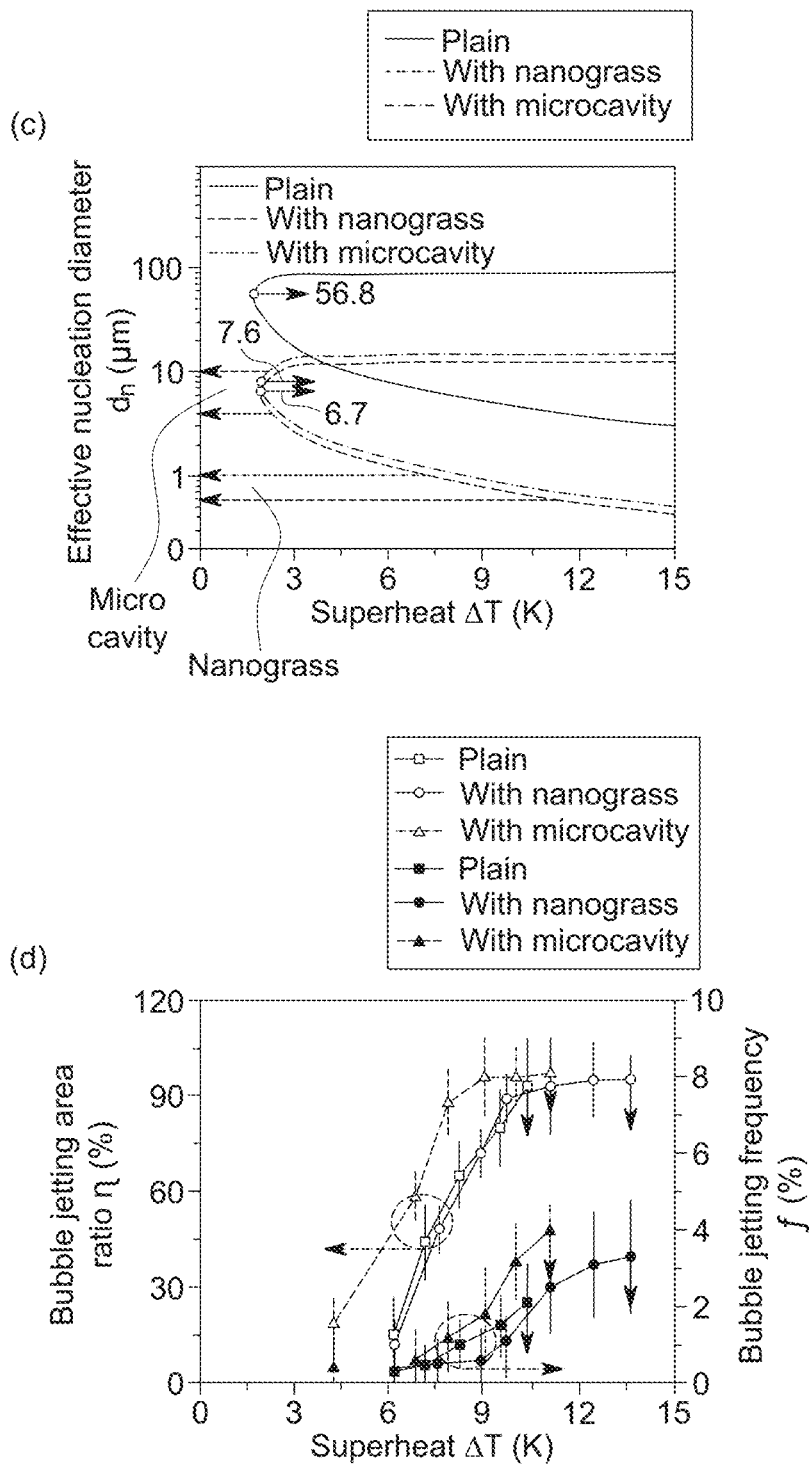 Plain
With nanograss
With microcavity
(c)
Plain
With nanograss
With microcavity
Effective nucleation diameter
dₕ (μm)
100
10
1
0
56.8
7.6
6.7
0 3 6 9 12 15
Superheat ΔT (K)
Micro
cavity
Nanograss
Plain
With nanograss
With microcavity
Plain
With nanograss
With microcavity
(d)
Bubble jetting area
ratio η (%)
120
90
60
30
0
10
8
6
4
2
0
Bubble jetting frequency
f (%)
0 3 6 9 12 15
Superheat ΔT (K)